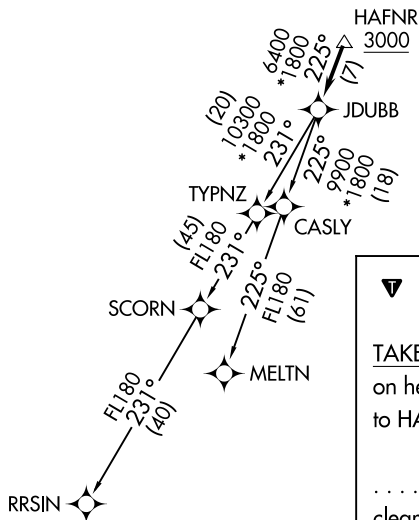 HAFNR
3000
6400
*1800
225°
(7)
JDUBB
(20)
10300
*1800
231°
225°
9900
*1800
(18)
TYPNZ
CASLY
(45)
FL180
231°
225°
FL180
(61)
SCORN
MELTN
FL180
231°
(40)
RRSIN
T
TAKE
on he
to HA
. . . .
clear